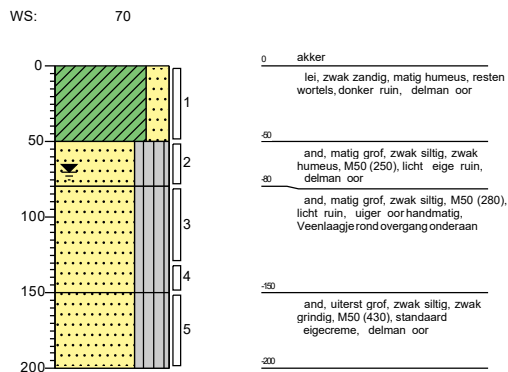 WS: 70
0
50
100
150
200
1
2
3
4
5
0 akker
lei, zwak zandig, matig humeus, resten
wortels, donker ruin, delman oor
-50
and, matig grof, zwak siltig, zwak
humeus, M50 (250), licht eige ruin,
delman oor
-80
and, matig grof, zwak siltig, M50 (280),
licht ruin, uiger oor handmatig,
Veenlaagje rond overgang onderaan
-150
and, uiterst grof, zwak siltig, zwak
grindig, M50 (430), standaard
eigecreme, delman oor
-200